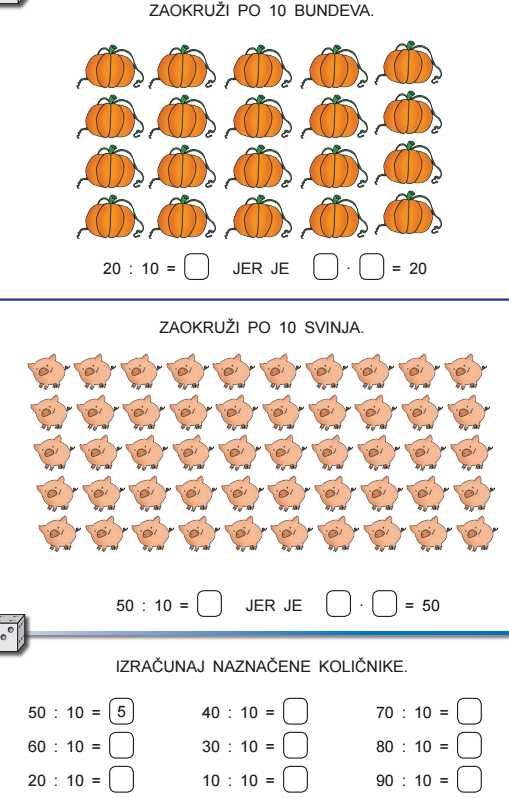 ZAOKRUŽI PO 10 BUNDEVA.
20 : 10 = JER JE · = 20
ZAOKRUŽI PO 10 SVINJA.
50 : 10 = JER JE · = 50
IZRAČUNAJ NAZNAČENE KOLIČNIKE.
50 : 10 = 5 40 : 10 = 70 : 10 =
60 : 10 = 30 : 10 = 80 : 10 =
20 : 10 = 10 : 10 = 90 : 10 =